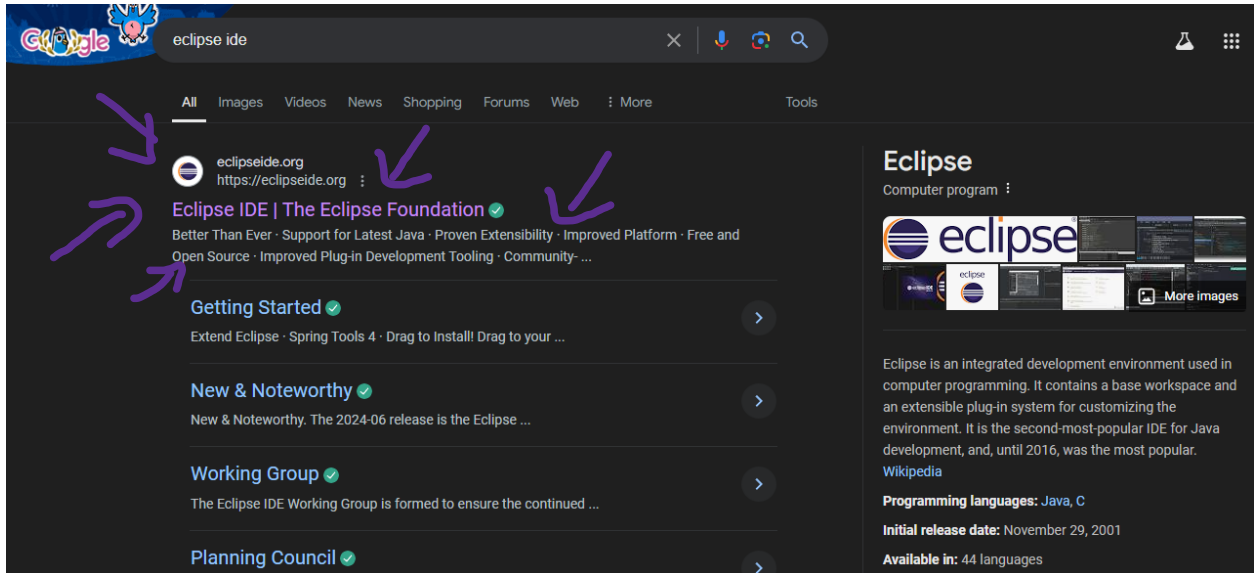 Google
eclipse ide
All Images Videos News Shopping Forums Web More Tools
eclipseide.org
https://eclipseide.org
Eclipse IDE | The Eclipse Foundation
Better Than Ever · Support for Latest Java · Proven Extensibility · Improved Platform · Free and
Open Source · Improved Plug-in Development Tooling · Community- ...
Getting Started
Extend Eclipse · Spring Tools 4 · Drag to Install! Drag to your ...
New & Noteworthy
New & Noteworthy. The 2024-06 release is the Eclipse ...
Working Group
The Eclipse IDE Working Group is formed to ensure the continued ...
Planning Council
Eclipse
Computer program
eclipse
eclipse
More images
Eclipse is an integrated development environment used in
computer programming. It contains a base workspace and
an extensible plug-in system for customizing the
environment. It is the second-most-popular IDE for Java
development, and, until 2016, was the most popular.
Wikipedia
Programming languages: Java, C
Initial release date: November 29, 2001
Available in: 44 languages